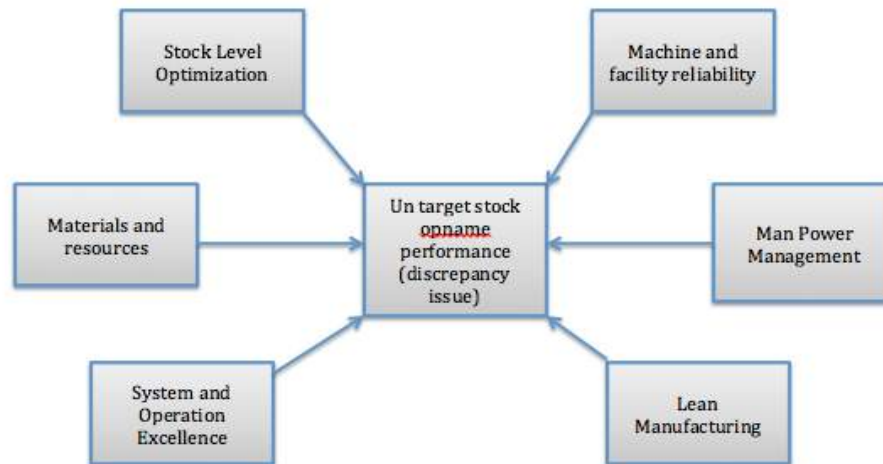 Stock Level
Optimization
Machine and
facility reliability
Materials and
resources
Un target stock
opname
performance
(discrepancy
issue)
Man Power
Management
System and
Operation
Excellence
Lean
Manufacturing